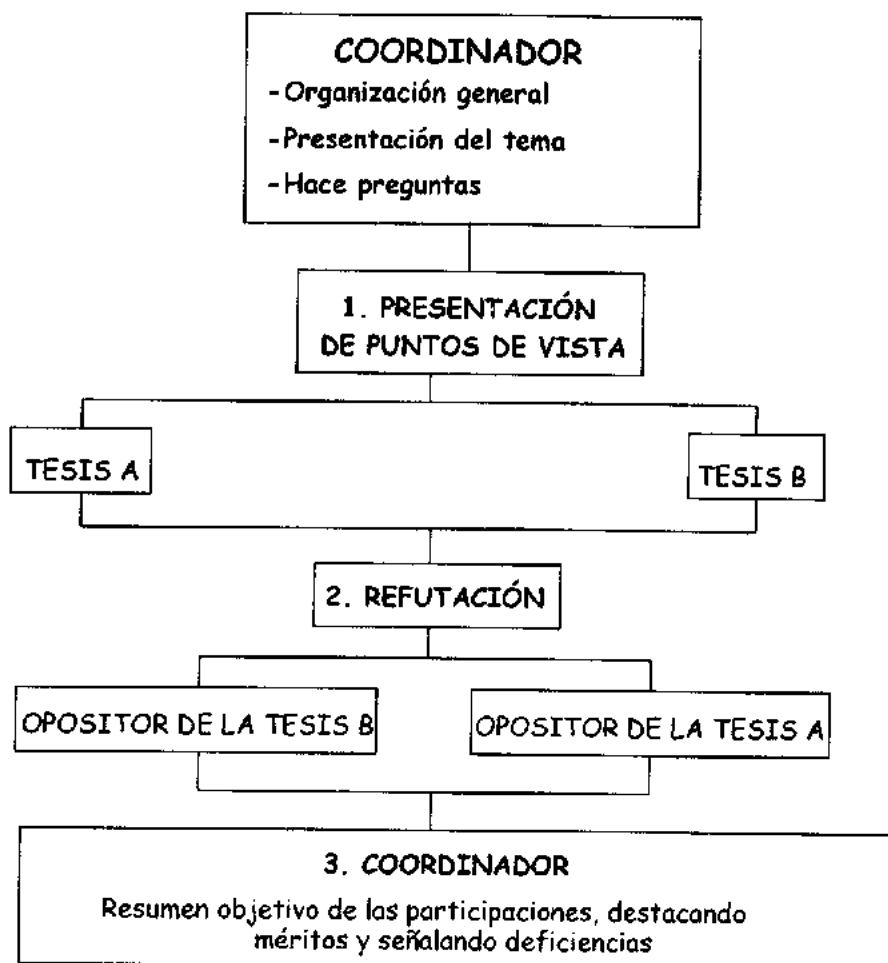 COORDINADOR
-Organización general
-Presentación del tema
-Hace preguntas
1. PRESENTACIÓN
DE PUNTOS DE VISTA
TESIS A
TESIS B
2. REFUTACIÓN
OPOSITOR DE LA TESIS B
OPOSITOR DE LA TESIS A
3. COORDINADOR
Resumen objetivo de las participaciones, destacando
méritos y señalando deficiencias